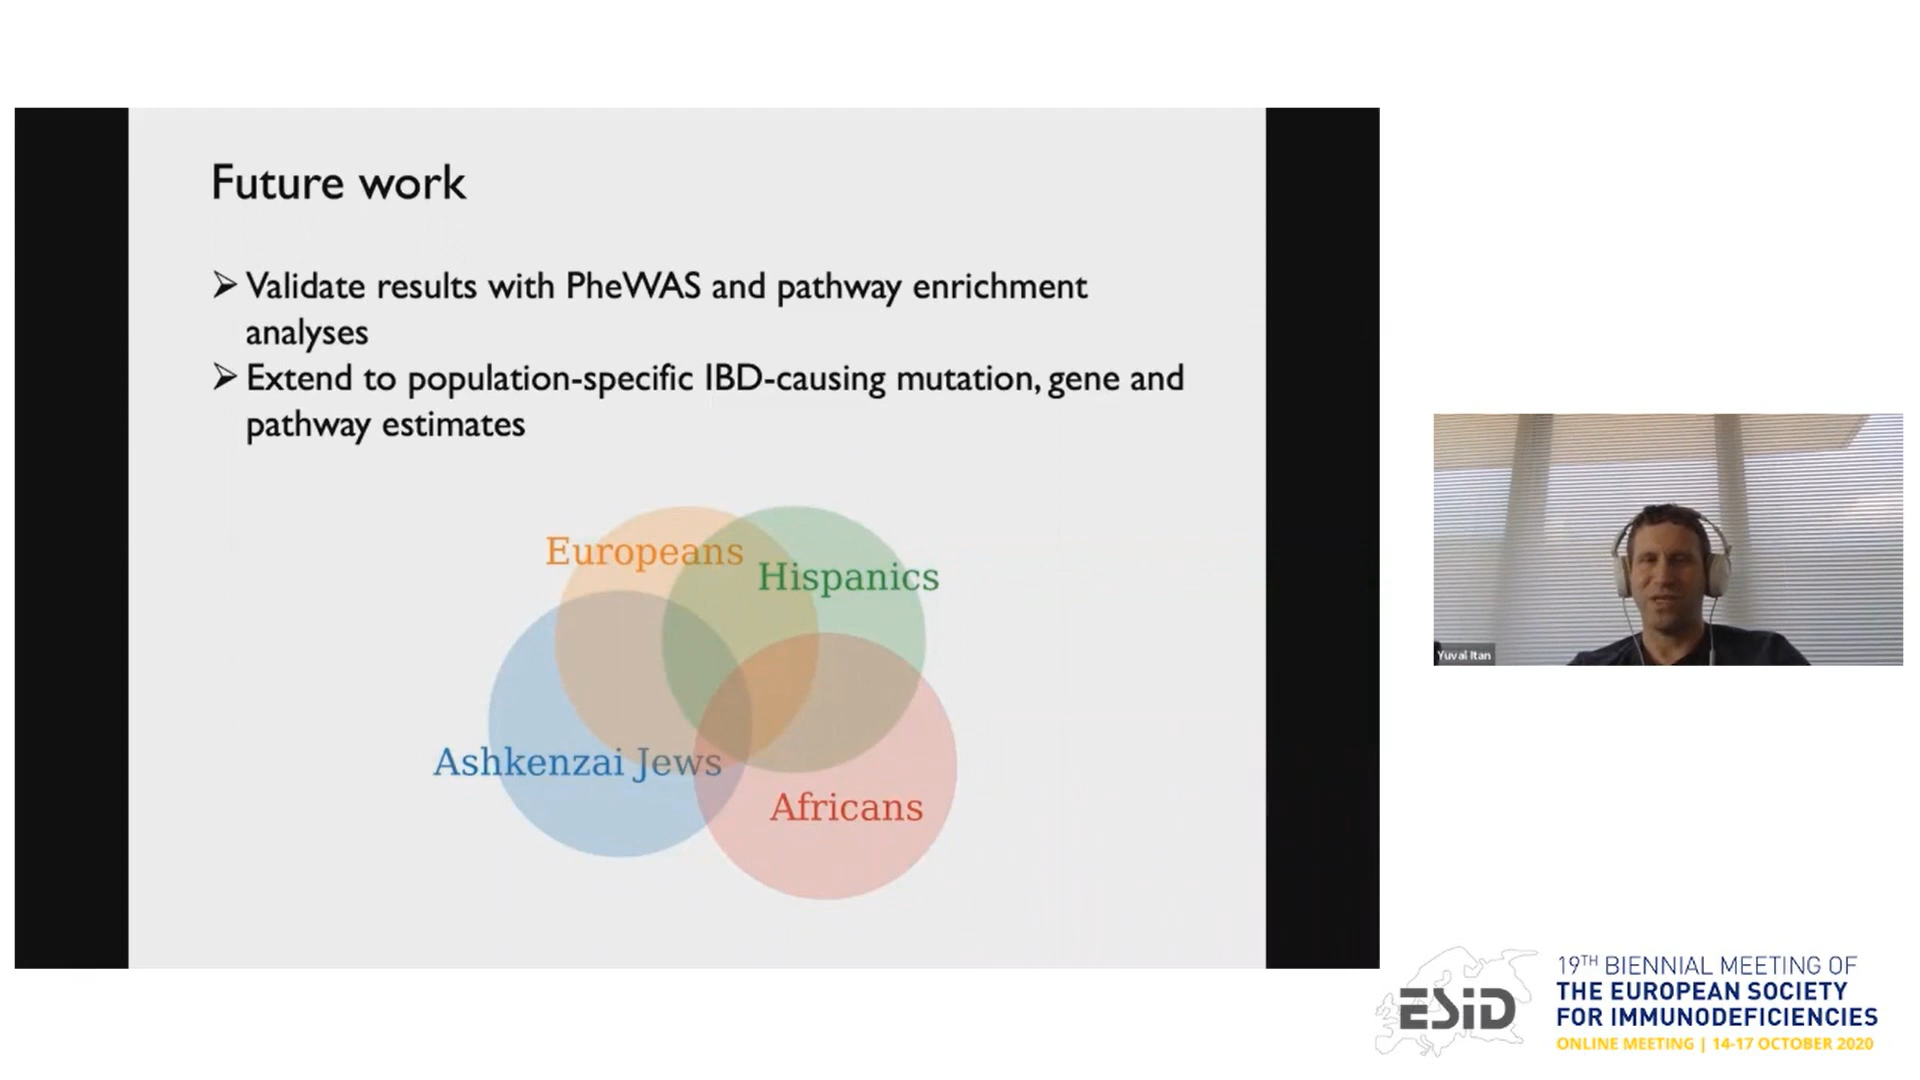 Future work
➢ Validate results with PheWAS and pathway enrichment
analyses
➢ Extend to population-specific IBD-causing mutation, gene and
pathway estimates
Europeans
Hispanics
Ashkenzai Jews
Africans
Yuval Itan
ESiD
19TH BIENNIAL MEETING OF
THE EUROPEAN SOCIETY
FOR IMMUNODEFICIENCIES
ONLINE MEETING | 14-17 OCTOBER 2020